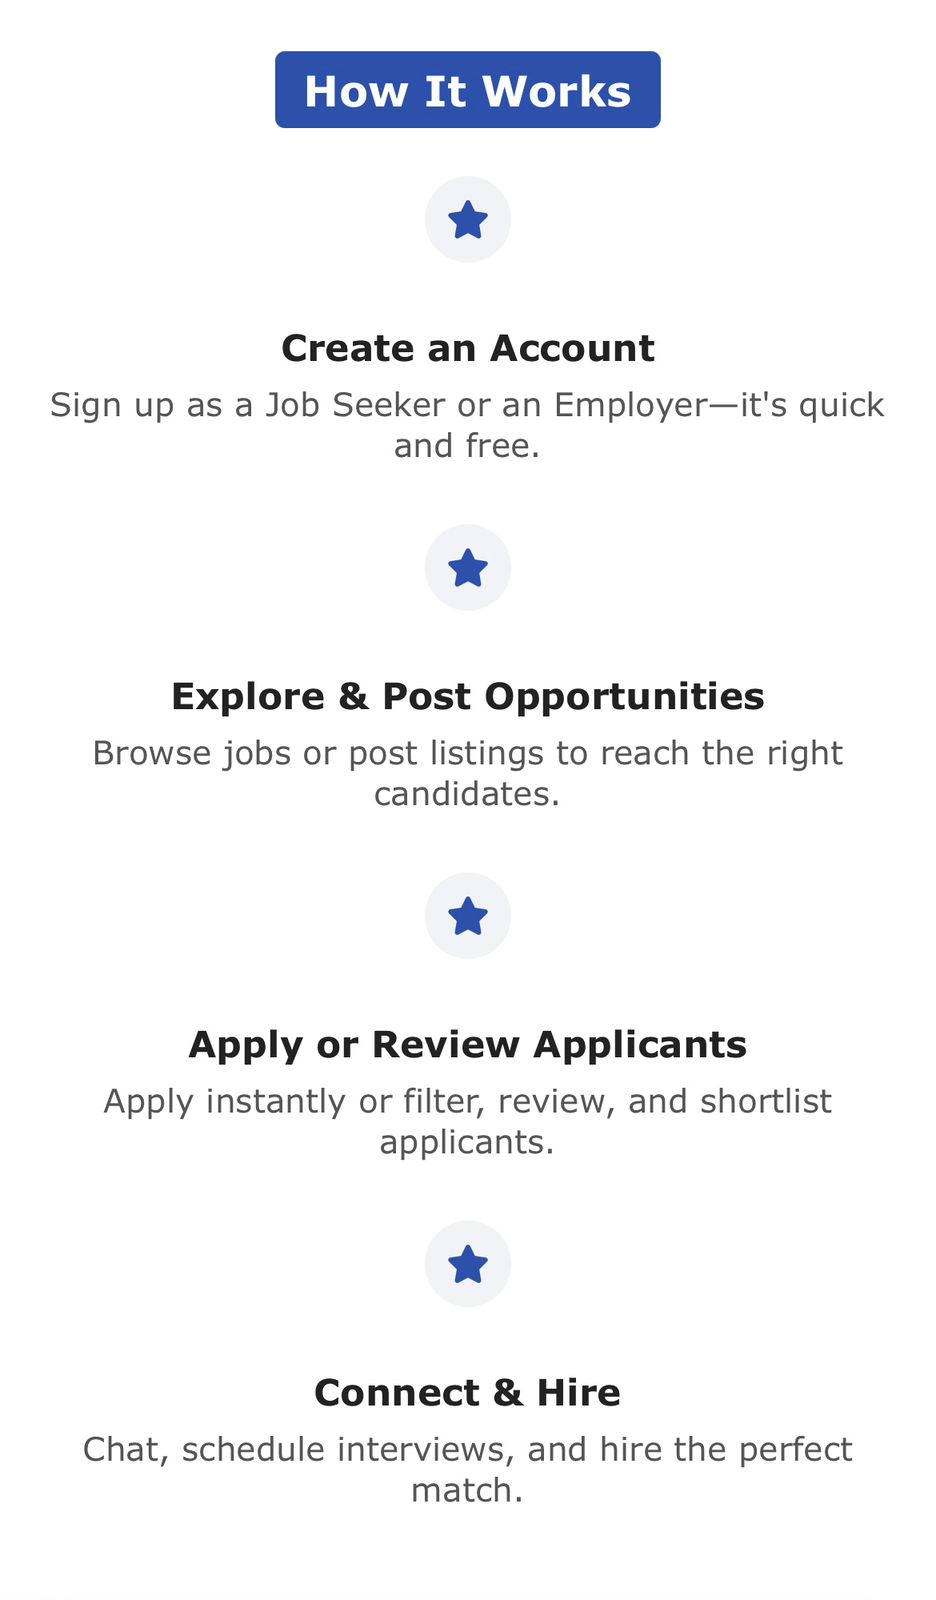 How It Works
Create an Account
Sign up as a Job Seeker or an Employer—it's quick
and free.
Explore & Post Opportunities
Browse jobs or post listings to reach the right
candidates.
Apply or Review Applicants
Apply instantly or filter, review, and shortlist
applicants.
Connect & Hire
Chat, schedule interviews, and hire the perfect
match.